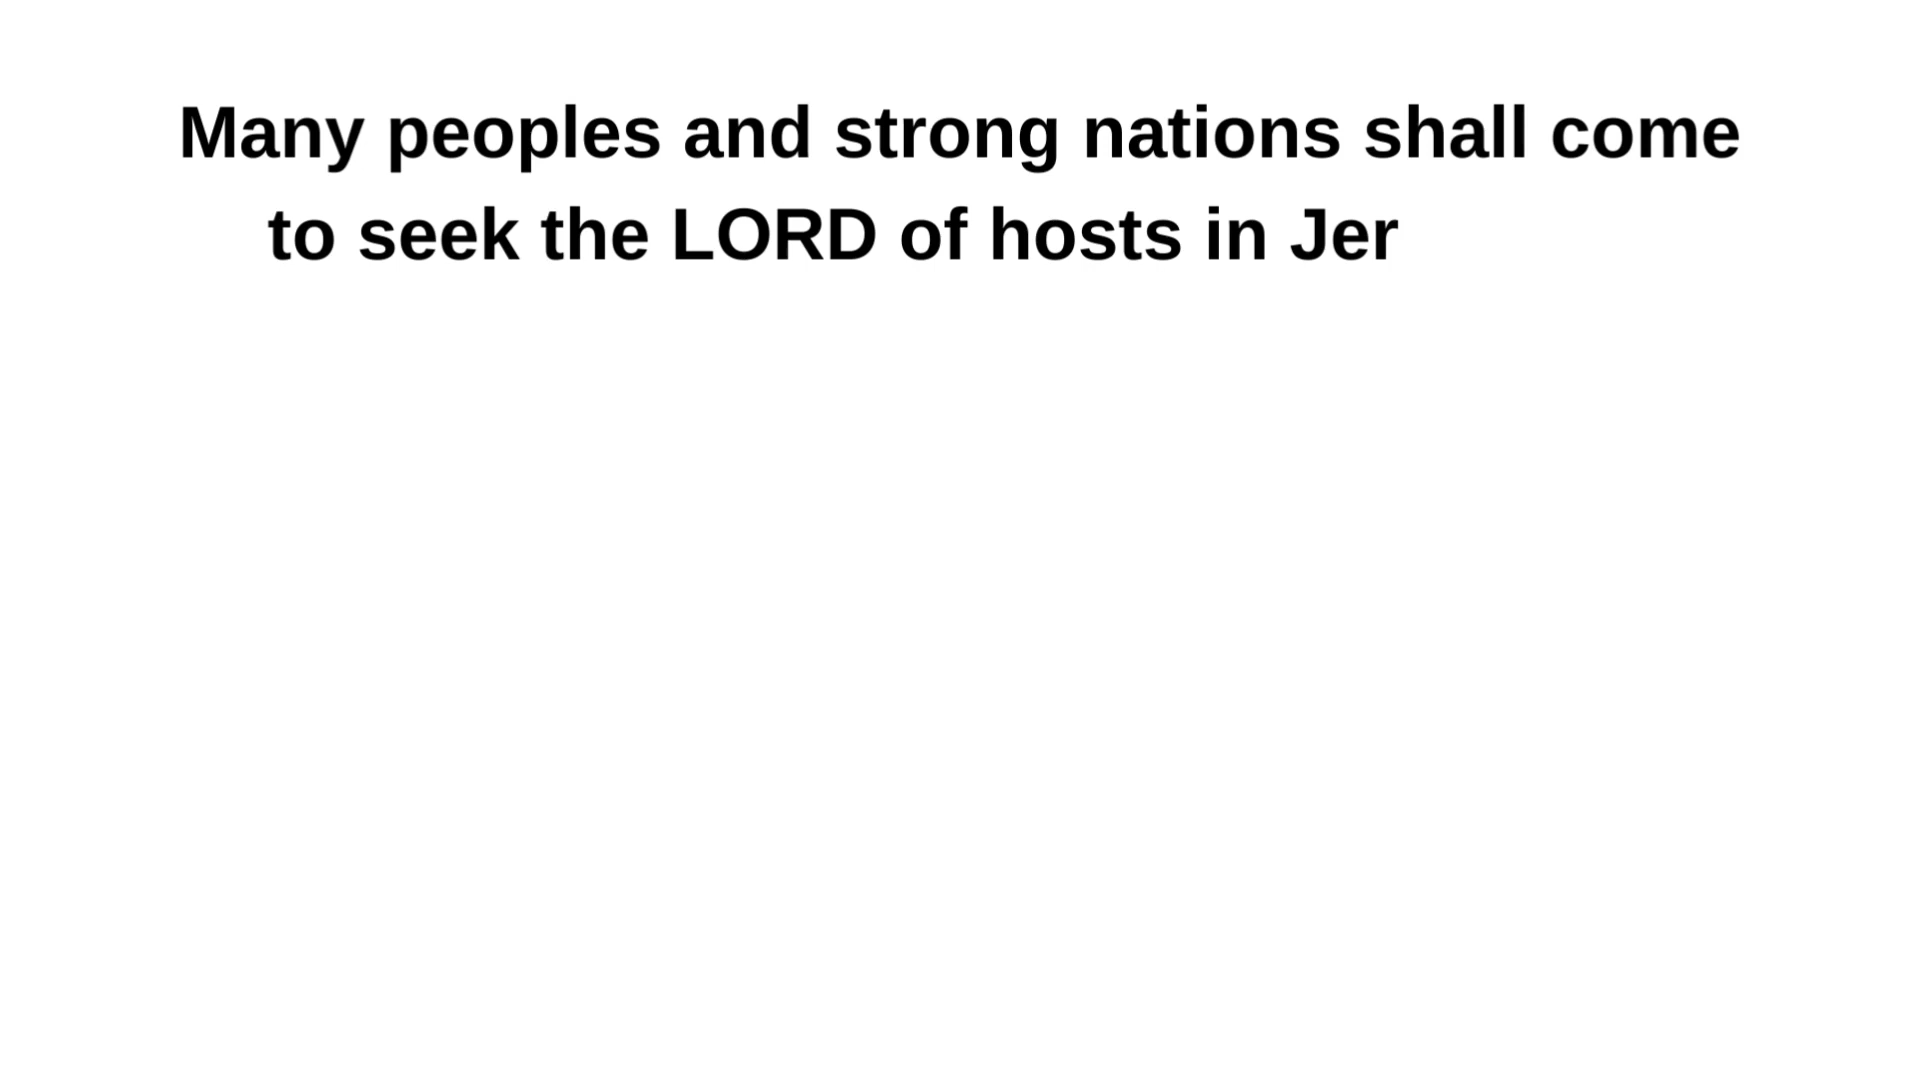 Many peoples and strong nations shall come
to seek the LORD of hosts in Jer